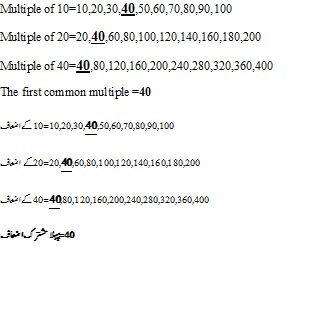 Multiple of 10=10,20,30,40,50,60,70,80,90,100
Multiple of 20=20,40,60,80,100,120,140,160,180,200
Multiple of 40=40,80,120,160,200,240,280,320,360,400
The first common multiple =40
10=10,20,30,40,50,60,70,80,90,100 کے اضعاف
20=20,40,60,80,100,120,140,160,180,200 کے اضعاف
40=40,80,120,160,200,240,280,320,360,400 کے اضعاف
پہلا مشترک اضعاف=40